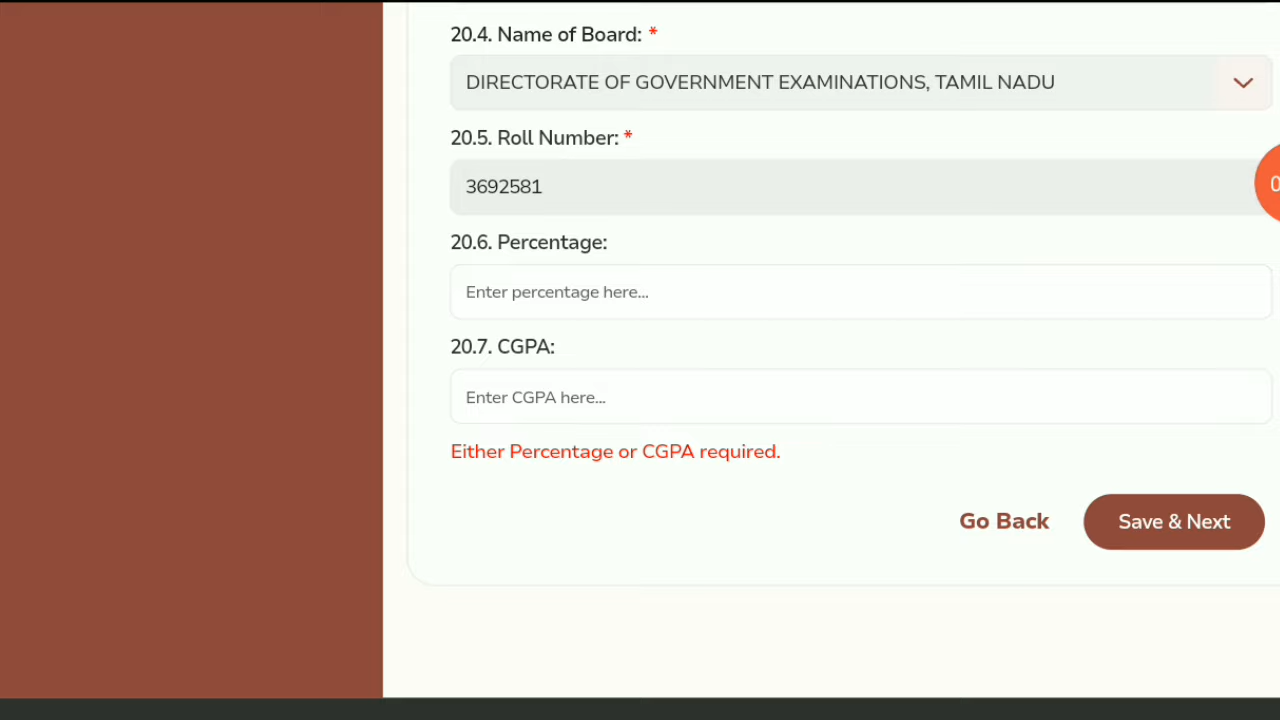 20.4. Name of Board: *
DIRECTORATE OF GOVERNMENT EXAMINATIONS, TAMIL NADU
20.5. Roll Number: *
3692581
20.6. Percentage:
Enter percentage here...
20.7. CGPA:
Enter CGPA here...
Either Percentage or CGPA required.
Go Back
Save & Next